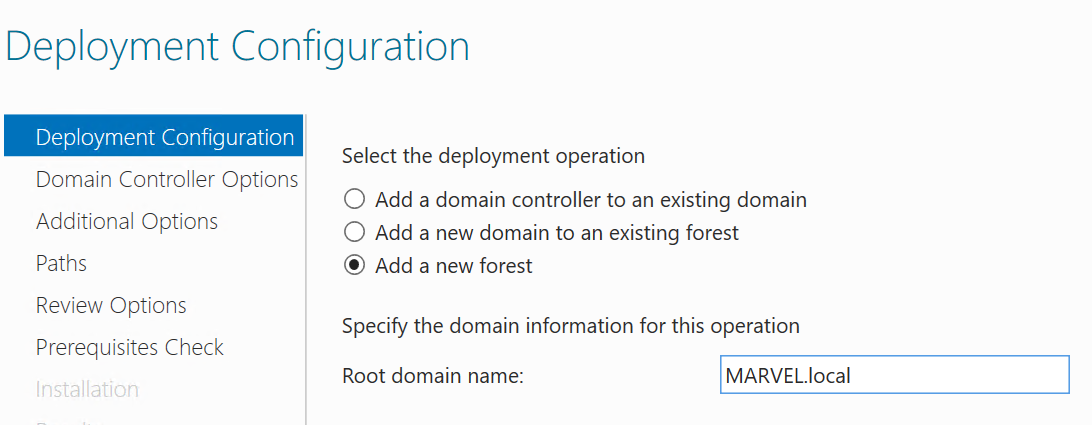 Deployment Configuration
Deployment Configuration
Domain Controller Options
Additional Options
Paths
Review Options
Prerequisites Check
Installation
Select the deployment operation
Add a domain controller to an existing domain
Add a new domain to an existing forest
Add a new forest
Specify the domain information for this operation
Root domain name:
MARVEL.local